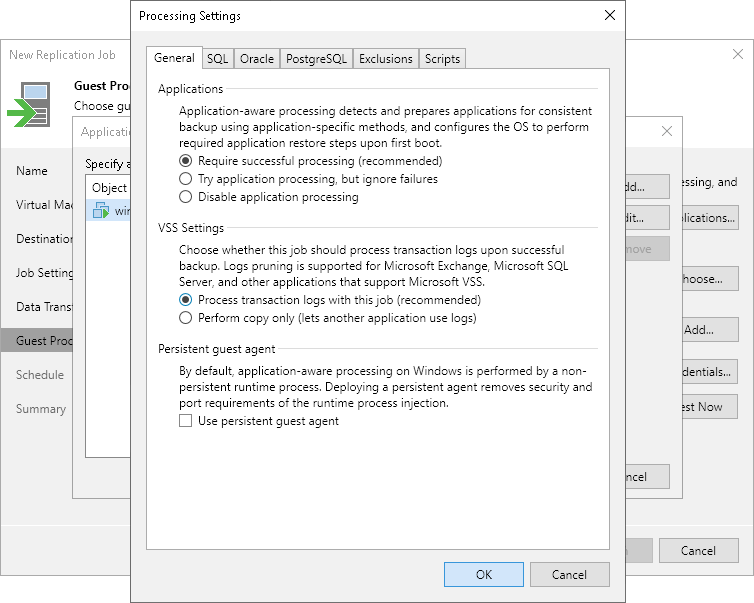 Processing Settings
General
SQL
Oracle
PostgreSQL
Exclusions
Scripts
Applications
Application-aware processing detects and prepares applications for consistent
backup using application-specific methods, and configures the OS to perform
required application restore steps upon first boot.
Require successful processing (recommended)
Try application processing, but ignore failures
Disable application processing
VSS Settings
Choose whether this job should process transaction logs upon successful
backup. Logs pruning is supported for Microsoft Exchange, Microsoft SQL
Server, and other applications that support Microsoft VSS.
Process transaction logs with this job (recommended)
Perform copy only (lets another application use logs)
Persistent guest agent
By default, application-aware processing on Windows is performed by a non-
persistent runtime process. Deploying a persistent agent removes security and
port requirements of the runtime process injection.
Use persistent guest agent
OK
Cancel
New Replication Job
Guest Pro
Choose gu
Applicati
Specify a
Object
win
Name
Virtual Mac
Destination
Job Setting
Data Transf
Guest Proc
Schedule
Summary
dd...
dit...
move
ncel
essing, and
plications...
hoose...
Add...
dentials...
est Now
Cancel